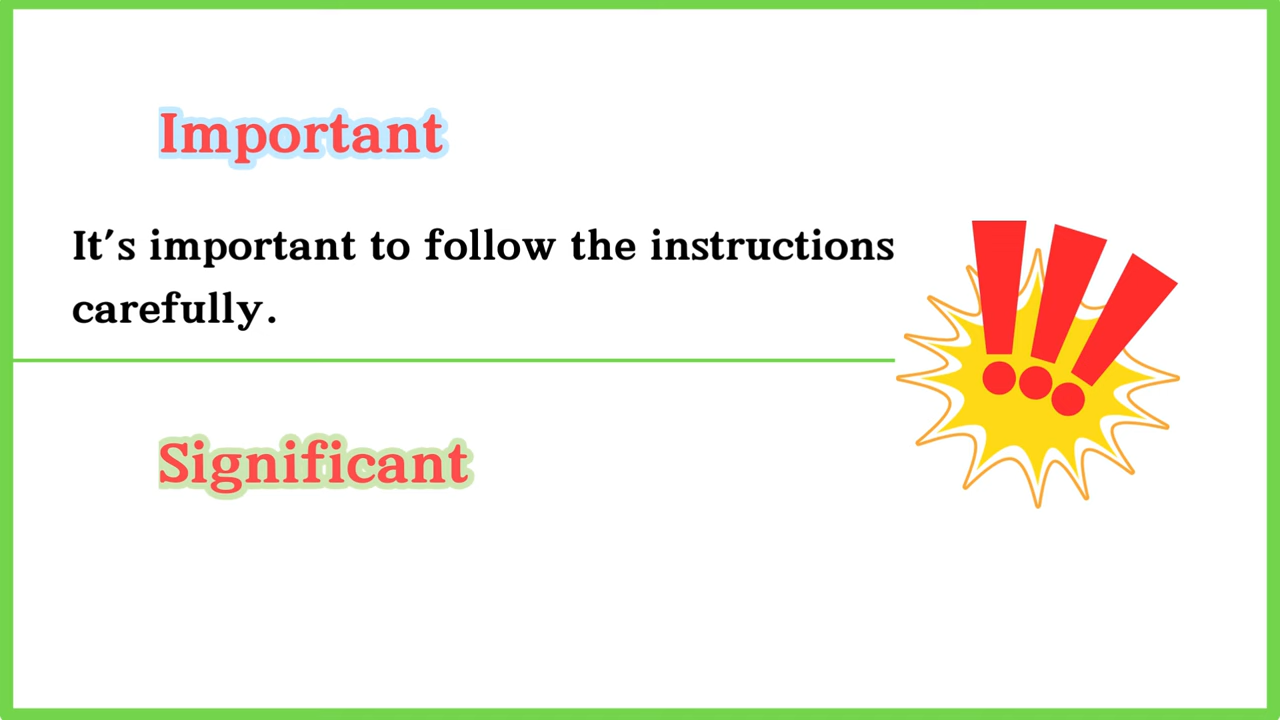 Important
It's important to follow the instructions
carefully.
Significant